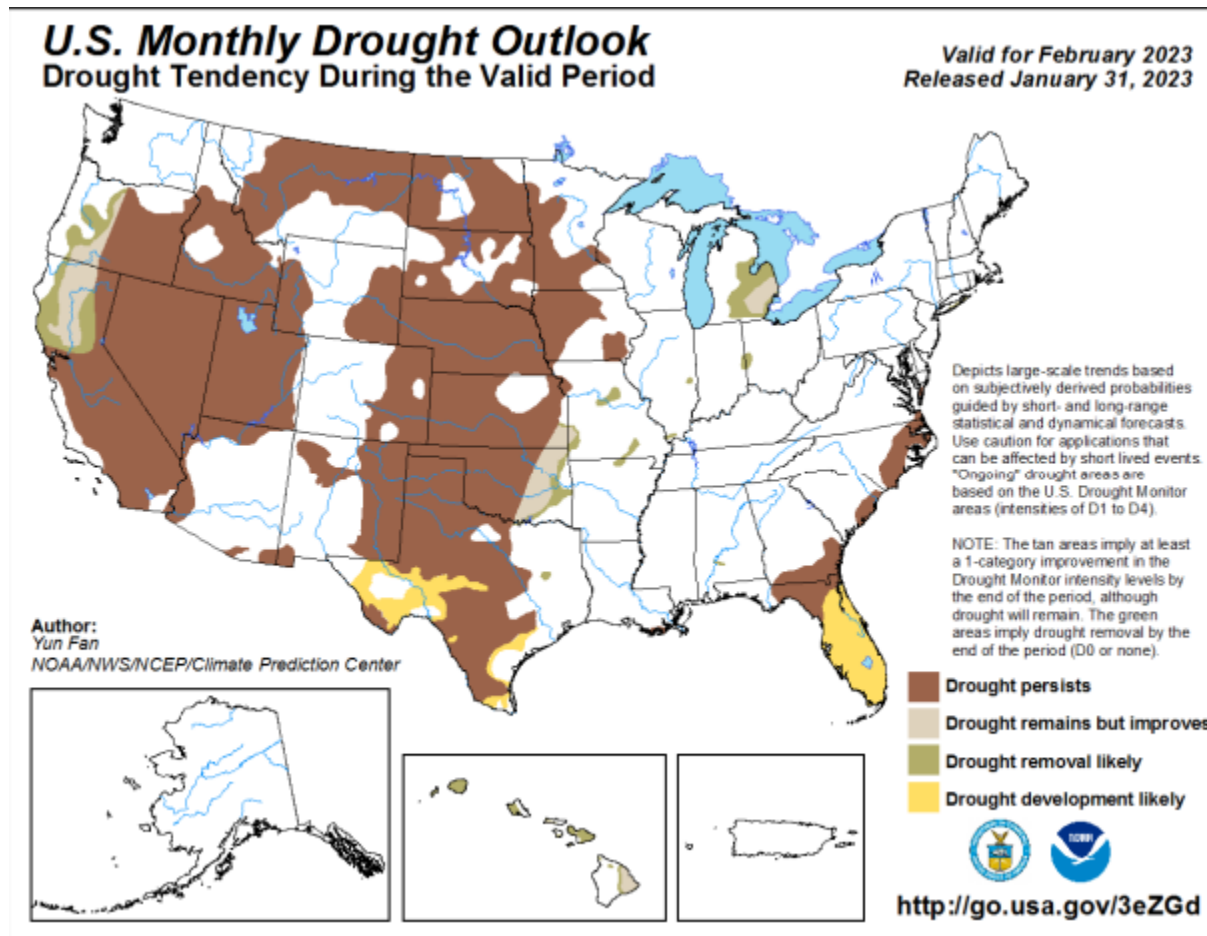 U.S. Monthly Drought Outlook
Drought Tendency During the Valid Period
Valid for February 2023
Released January 31, 2023
Depicts large-scale trends based
on subjectively derived probabilities
guided by short- and long-range
statistical and dynamical forecasts.
Use caution for applications that
can be affected by short lived events.
"Ongoing" drought areas are
based on the U.S. Drought Monitor
areas (intensities of D1 to D4).
NOTE: The tan areas imply at least
a 1-category improvement in the
Drought Monitor intensity levels by
the end of the period, although
drought will remain. The green
areas imply drought removal by the
end of the period (D0 or none).
Author:
Yun Fan
NOAA/NWS/NCEP/Climate Prediction Center
Drought persists
Drought remains but improves
Drought removal likely
Drought development likely
NOAA
http://go.usa.gov/3eZGd